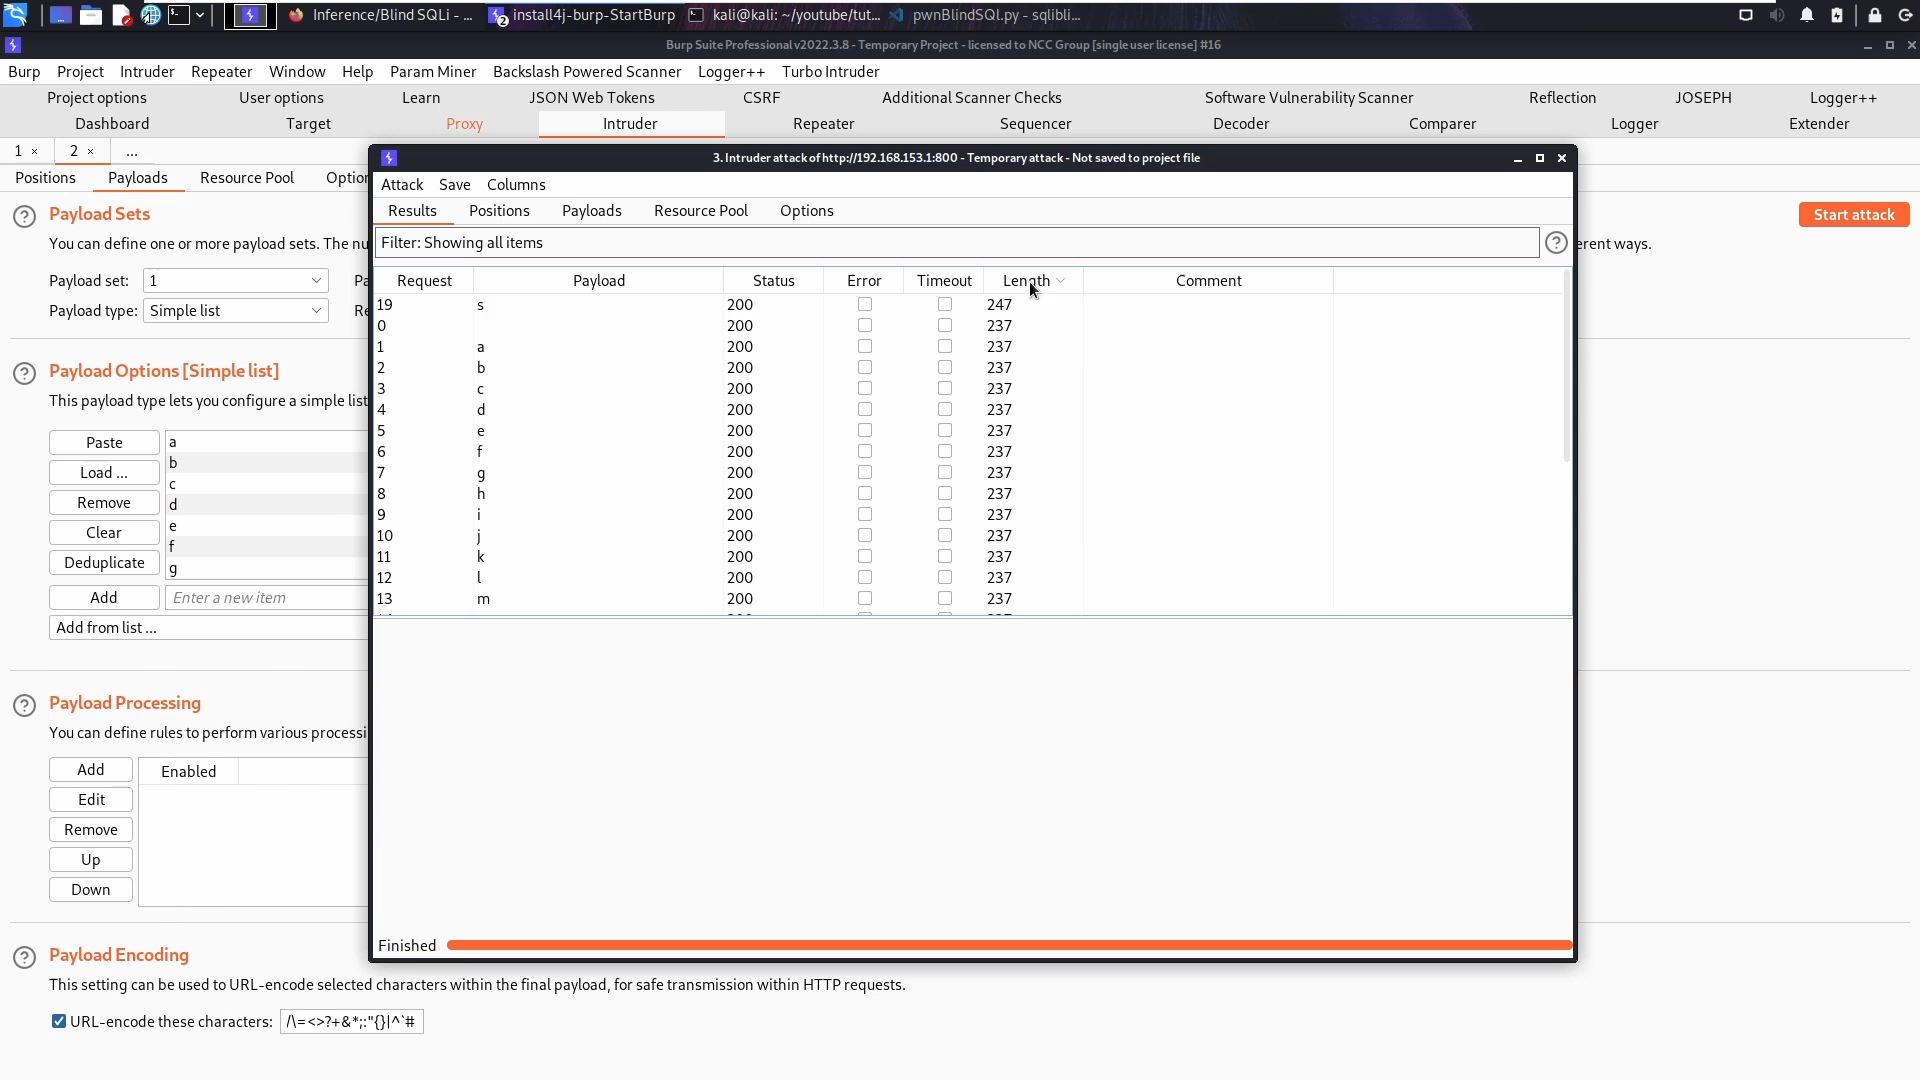 Inference/Blind SQLi - ...
2 install4j-burp-StartBurp
kali@kali: ~/youtube/tut...
pwnBlindSQl.py - sqlibli...
Burp Suite Professional v2022.3.8 - Temporary Project - licensed to NCC Group [single user license] #16
Burp Project Intruder Repeater Window Help Param Miner Backslash Powered Scanner Logger++ Turbo Intruder
Project options User options Learn JSON Web Tokens CSRF Additional Scanner Checks Software Vulnerability Scanner Reflection JOSEPH Logger++
Dashboard Target Proxy Intruder Repeater Sequencer Decoder Comparer Logger Extender
1 × 2 × ...
Positions Payloads Resource Pool Optio
Payload Sets
Start attack
You can define one or more payload sets. The nu
erent ways.
Payload set: 1 Pa
Payload type: Simple list Re
Payload Options [Simple list]
This payload type lets you configure a simple list
Paste
Load ...
Remove
Clear
Deduplicate
a
b
c
d
e
f
g
Add Enter a new item
Add from list ...
Payload Processing
You can define rules to perform various processi
Add
Edit
Remove
Up
Down
Enabled
Payload Encoding
This setting can be used to URL-encode selected characters within the final payload, for safe transmission within HTTP requests.
URL-encode these characters: /\=<>?+&*;:"{}|^`#
3. Intruder attack of http://192.168.153.1:800 - Temporary attack - Not saved to project file
Attack Save Columns
Results Positions Payloads Resource Pool Options
Filter: Showing all items
Request Payload Status Error Timeout Length Comment
19 s 200 247
0 200 237
1 a 200 237
2 b 200 237
3 c 200 237
4 d 200 237
5 e 200 237
6 f 200 237
7 g 200 237
8 h 200 237
9 i 200 237
10 j 200 237
11 k 200 237
12 l 200 237
13 m 200 237
Finished